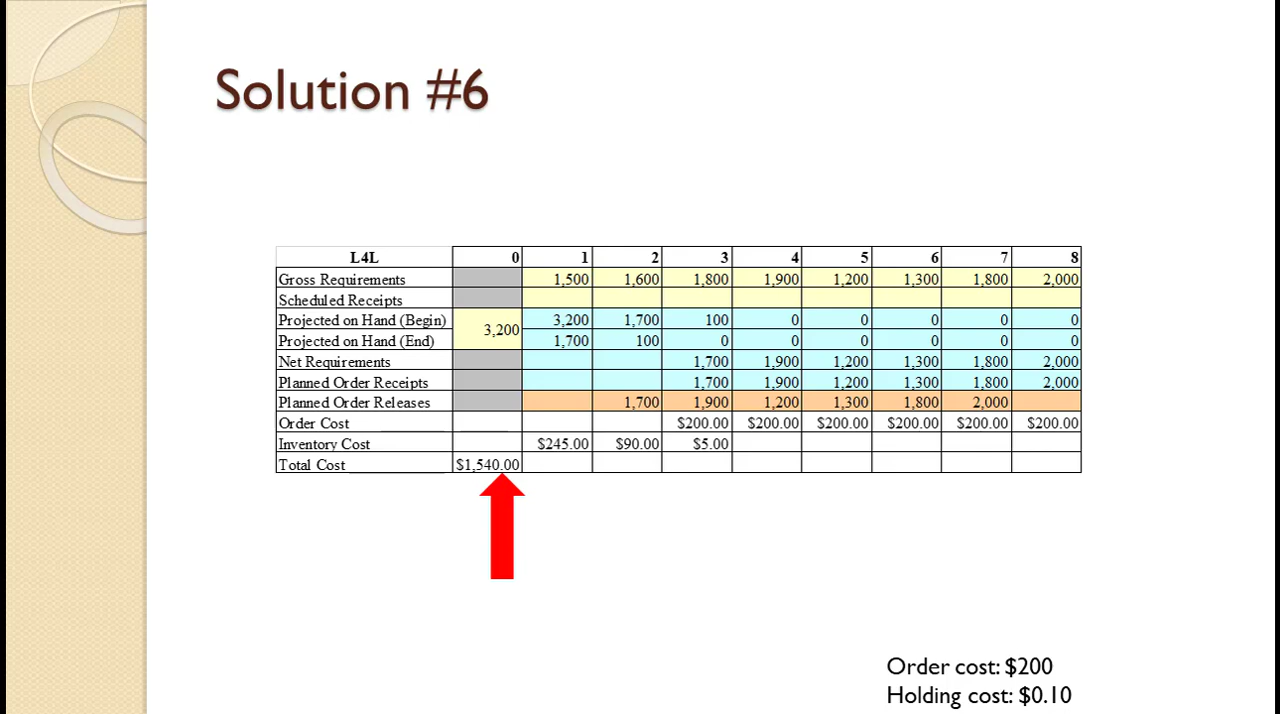 Solution #6
L4L 0 1 2 3 4 5 6 7 8
Gross Requirements 1,500 1,600 1,800 1,900 1,200 1,300 1,800 2,000
Scheduled Receipts
Projected on Hand (Begin) 3,200 3,200 1,700 100 0 0 0 0 0
Projected on Hand (End) 1,700 100 0 0 0 0 0 0
Net Requirements 1,700 1,900 1,200 1,300 1,800 2,000
Planned Order Receipts 1,700 1,900 1,200 1,300 1,800 2,000
Planned Order Releases 1,700 1,900 1,200 1,300 1,800 2,000
Order Cost $200.00 $200.00 $200.00 $200.00 $200.00 $200.00
Inventory Cost $245.00 $90.00 $5.00
Total Cost $1,540.00
Order cost: $200
Holding cost: $0.10